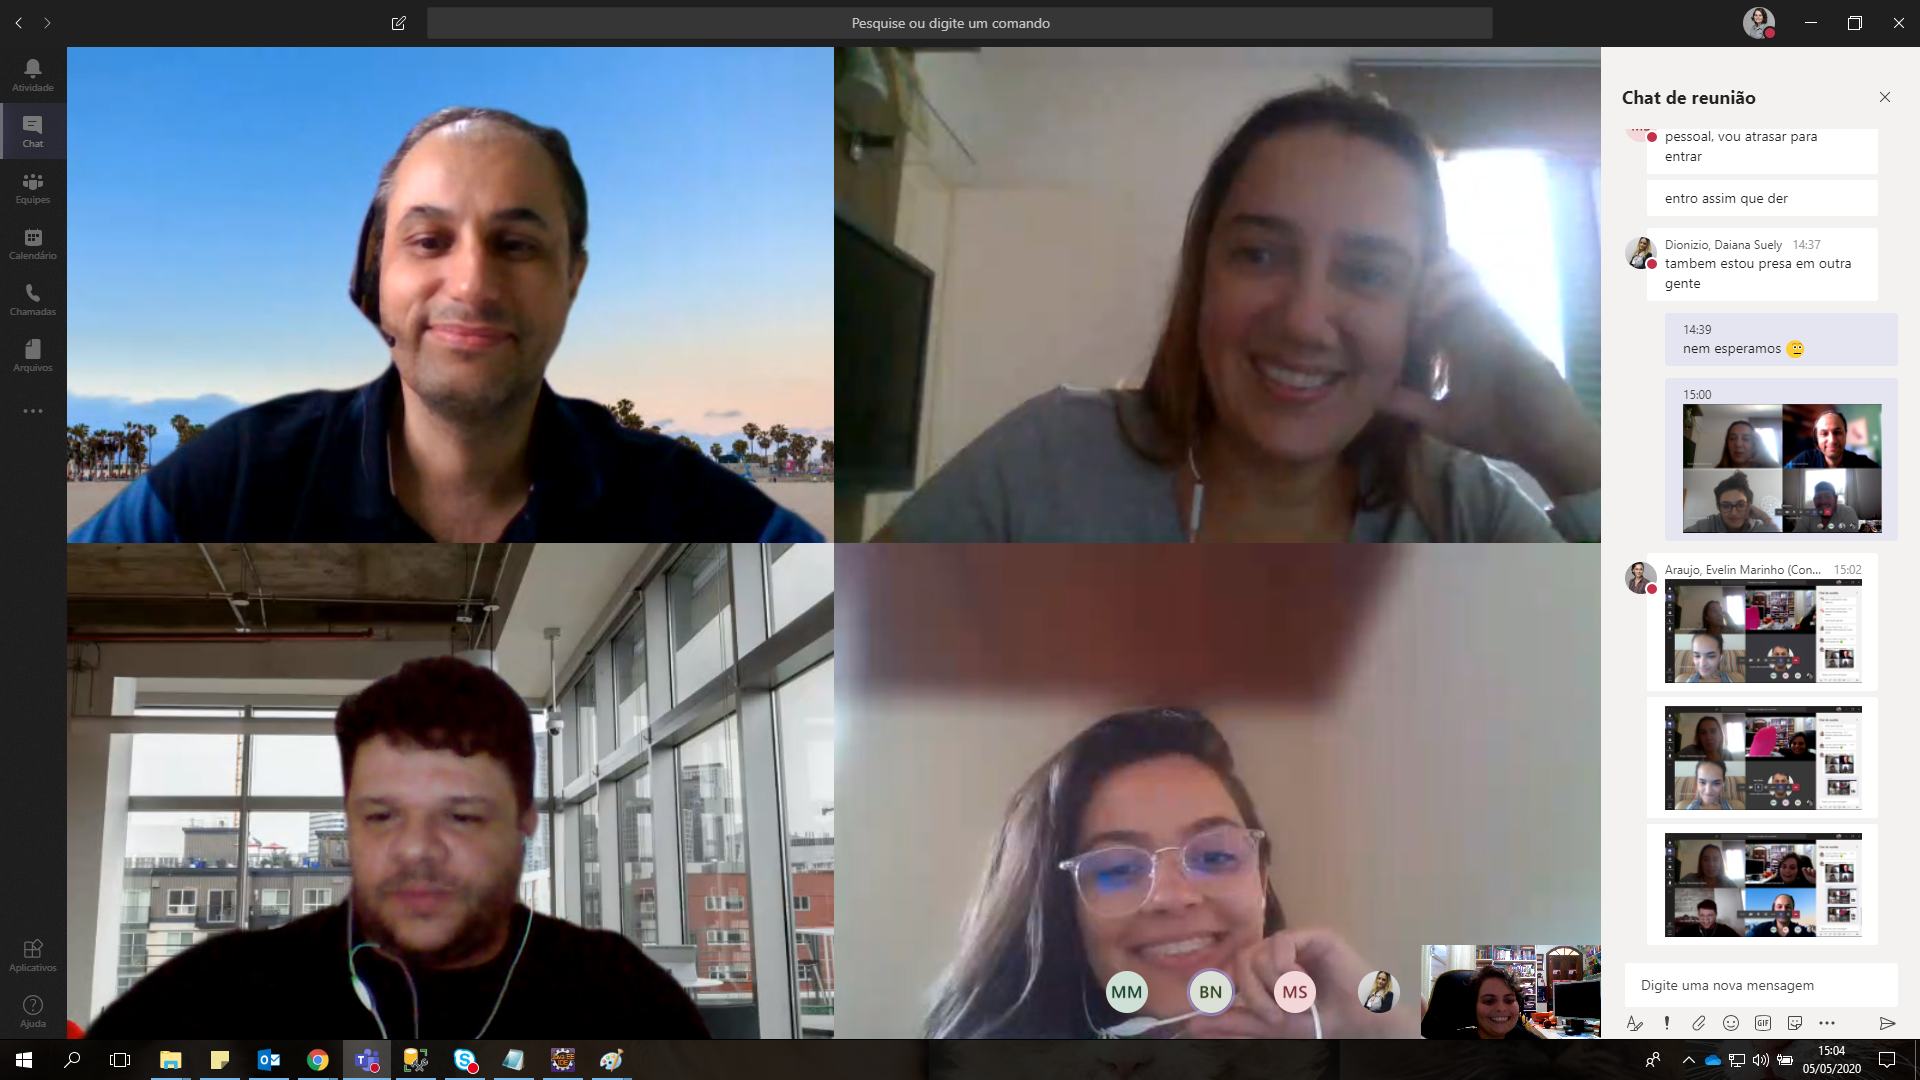 Pesquise ou digite um comando
Atividade
Chat
Equipes
Calendário
Chamadas
Arquivos
Aplicativos
Ajuda
MM
BN
MS
Chat de reunião
pessoal, vou atrasar para
entrar
entro assim que der
Dionizio, Daiana Suely 14:37
tambem estou presa em outra
gente
14:39
nem esperamos
15:00
Araujo, Evelin Marinho (Con... 15:02
Digite uma nova mensagem
GIF
15:04
05/05/2020